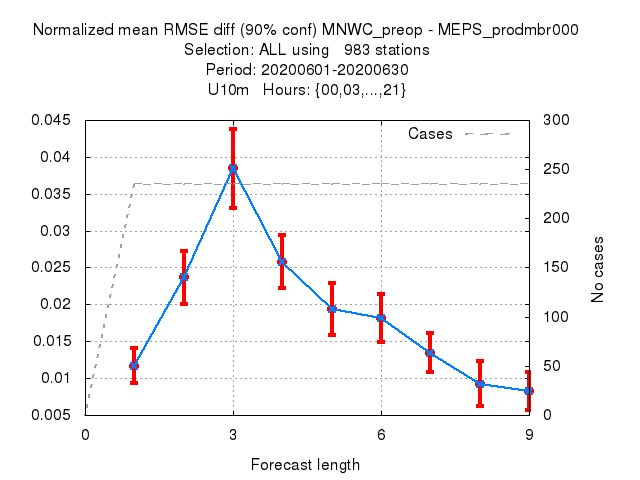 Normalized mean RMSE diff (90% conf) MNWC_preop - MEPS_prodmbr000
Selection: ALL using   983 stations
Period: 20200601-20200630
U10m   Hours: {00,03,...,21}
Cases
0.045
0.04
0.035
0.03
0.025
0.02
0.015
0.01
0.005
300
250
200
150
100
50
0
No cases
0 3 6 9
Forecast length